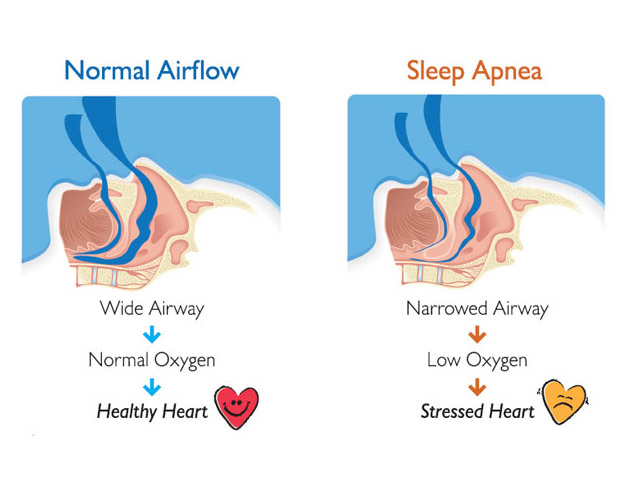 Normal Airflow
Sleep Apnea
Wide Airway
Normal Oxygen
Healthy Heart
Narrowed Airway
Low Oxygen
Stressed Heart